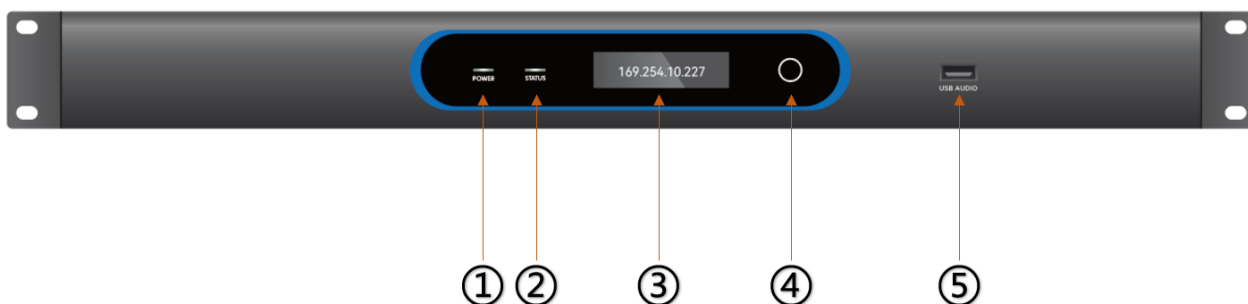 POWER
STATUS
169.254.10.227
USB AUDIO
①
②
③
④
⑤